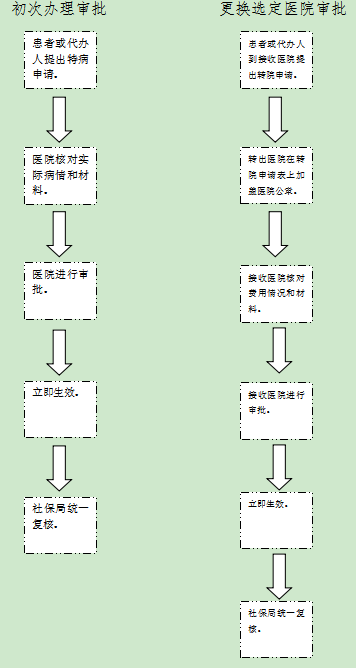 初次办理审批
患者或代办
人提出特病
申请。
医院核对实
际病情和材
料。
医院进行审
批。
立即生效。
社保局统一
复核。
更换选定医院审批
患者或代办人
到接收医院提
出转院申请。
转出医院在转
院申请表上加
盖医院公章。
接收医院核对
费用情况和材
料。
接收医院进行
审批。
立即生效。
社保局统一复
核。